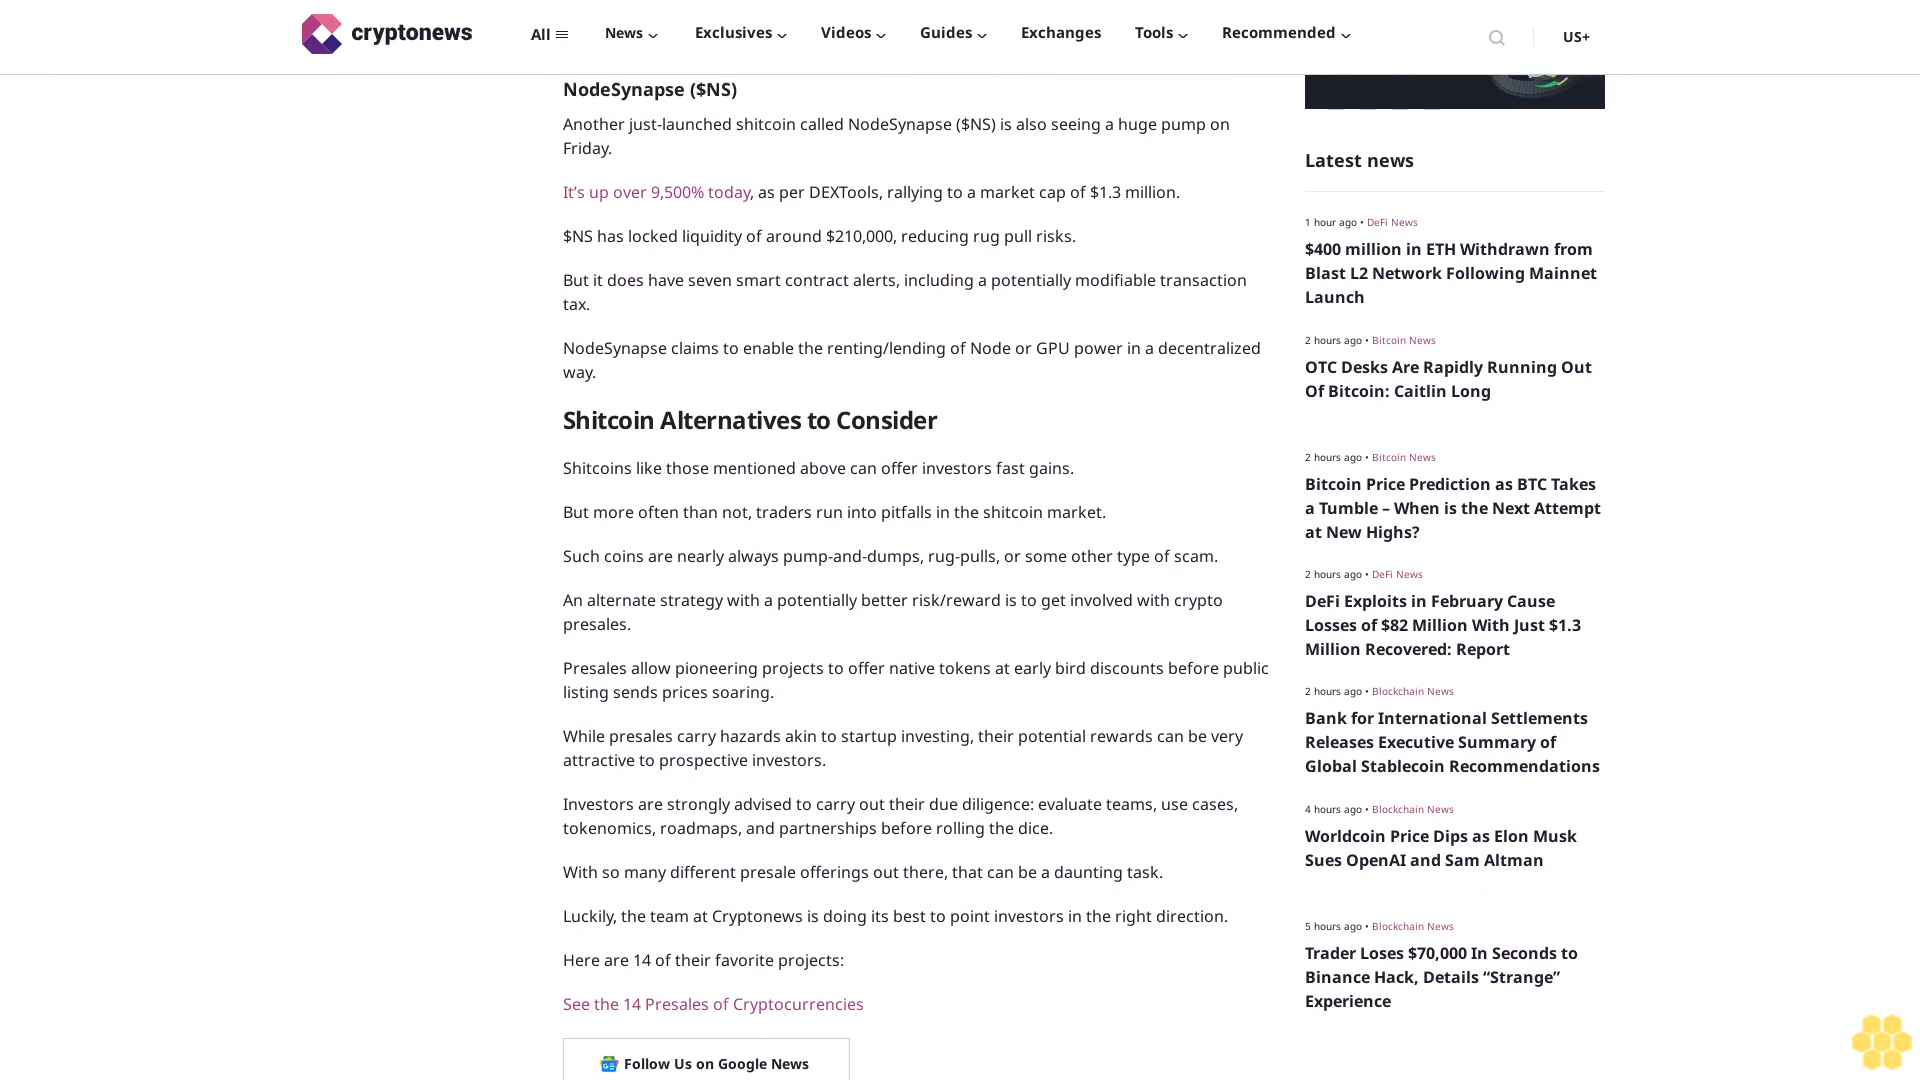 cryptonews
All
News
Exclusives
Videos
Guides
Exchanges
Tools
Recommended
US+
NodeSynapse ($NS)
Another just-launched shitcoin called NodeSynapse ($NS) is also seeing a huge pump on
Friday.
It’s up over 9,500% today, as per DEXTools, rallying to a market cap of $1.3 million.
$NS has locked liquidity of around $210,000, reducing rug pull risks.
But it does have seven smart contract alerts, including a potentially modifiable transaction
tax.
NodeSynapse claims to enable the renting/lending of Node or GPU power in a decentralized
way.
Shitcoin Alternatives to Consider
Shitcoins like those mentioned above can offer investors fast gains.
But more often than not, traders run into pitfalls in the shitcoin market.
Such coins are nearly always pump-and-dumps, rug-pulls, or some other type of scam.
An alternate strategy with a potentially better risk/reward is to get involved with crypto
presales.
Presales allow pioneering projects to offer native tokens at early bird discounts before public
listing sends prices soaring.
While presales carry hazards akin to startup investing, their potential rewards can be very
attractive to prospective investors.
Investors are strongly advised to carry out their due diligence: evaluate teams, use cases,
tokenomics, roadmaps, and partnerships before rolling the dice.
With so many different presale offerings out there, that can be a daunting task.
Luckily, the team at Cryptonews is doing its best to point investors in the right direction.
Here are 14 of their favorite projects:
See the 14 Presales of Cryptocurrencies
Follow Us on Google News
Latest news
1 hour ago • DeFi News
$400 million in ETH Withdrawn from
Blast L2 Network Following Mainnet
Launch
2 hours ago • Bitcoin News
OTC Desks Are Rapidly Running Out
Of Bitcoin: Caitlin Long
2 hours ago • Bitcoin News
Bitcoin Price Prediction as BTC Takes
a Tumble – When is the Next Attempt
at New Highs?
2 hours ago • DeFi News
DeFi Exploits in February Cause
Losses of $82 Million With Just $1.3
Million Recovered: Report
2 hours ago • Blockchain News
Bank for International Settlements
Releases Executive Summary of
Global Stablecoin Recommendations
4 hours ago • Blockchain News
Worldcoin Price Dips as Elon Musk
Sues OpenAI and Sam Altman
5 hours ago • Blockchain News
Trader Loses $70,000 In Seconds to
Binance Hack, Details “Strange”
Experience